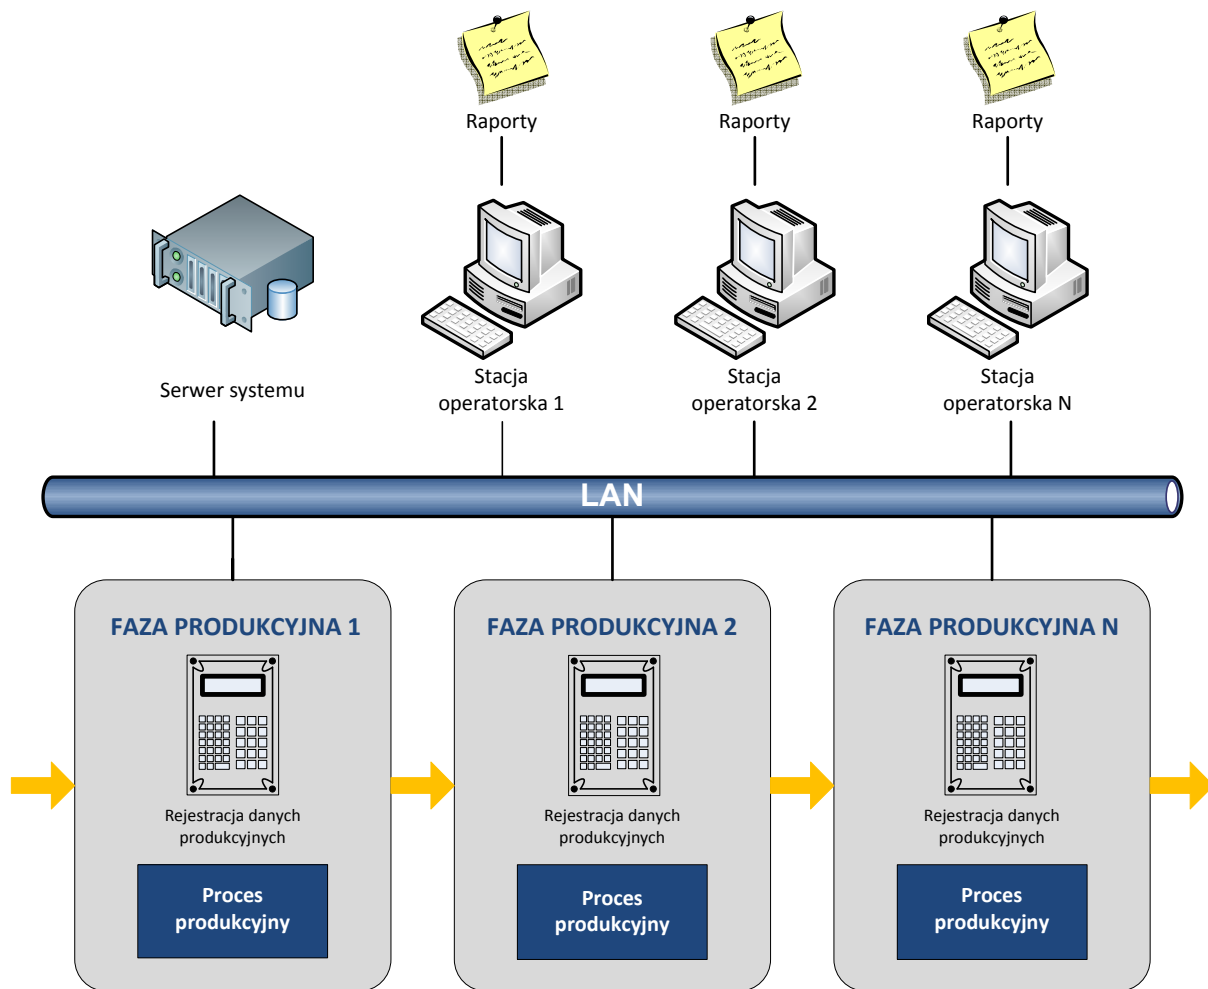 Raporty
Raporty
Raporty
Serwer systemu
Stacja
operatorska 1
Stacja
operatorska 2
Stacja
operatorska N
LAN
FAZA PRODUKCYJNA 1
Rejestracja danych
produkcyjnych
Proces
produkcyjny
FAZA PRODUKCYJNA 2
Rejestracja danych
produkcyjnych
Proces
produkcyjny
FAZA PRODUKCYJNA N
Rejestracja danych
produkcyjnych
Proces
produkcyjny